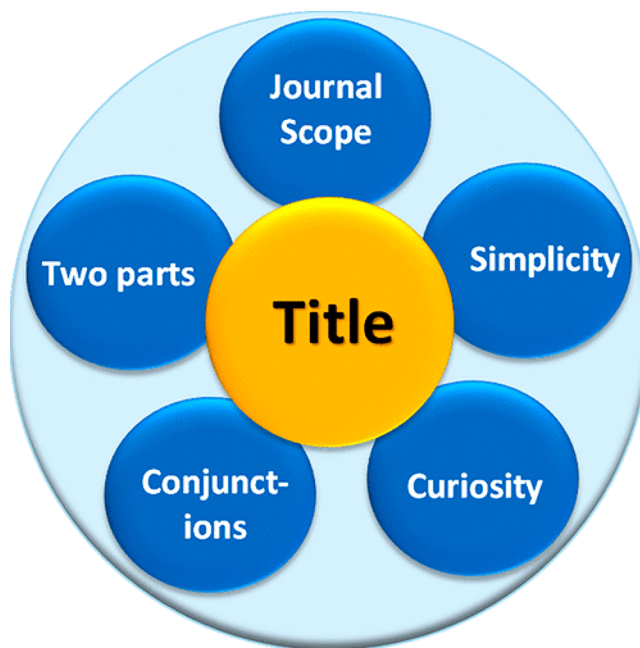 Journal
Scope
Simplicity
Two parts
Title
Curiosity
Conjunct-
ions